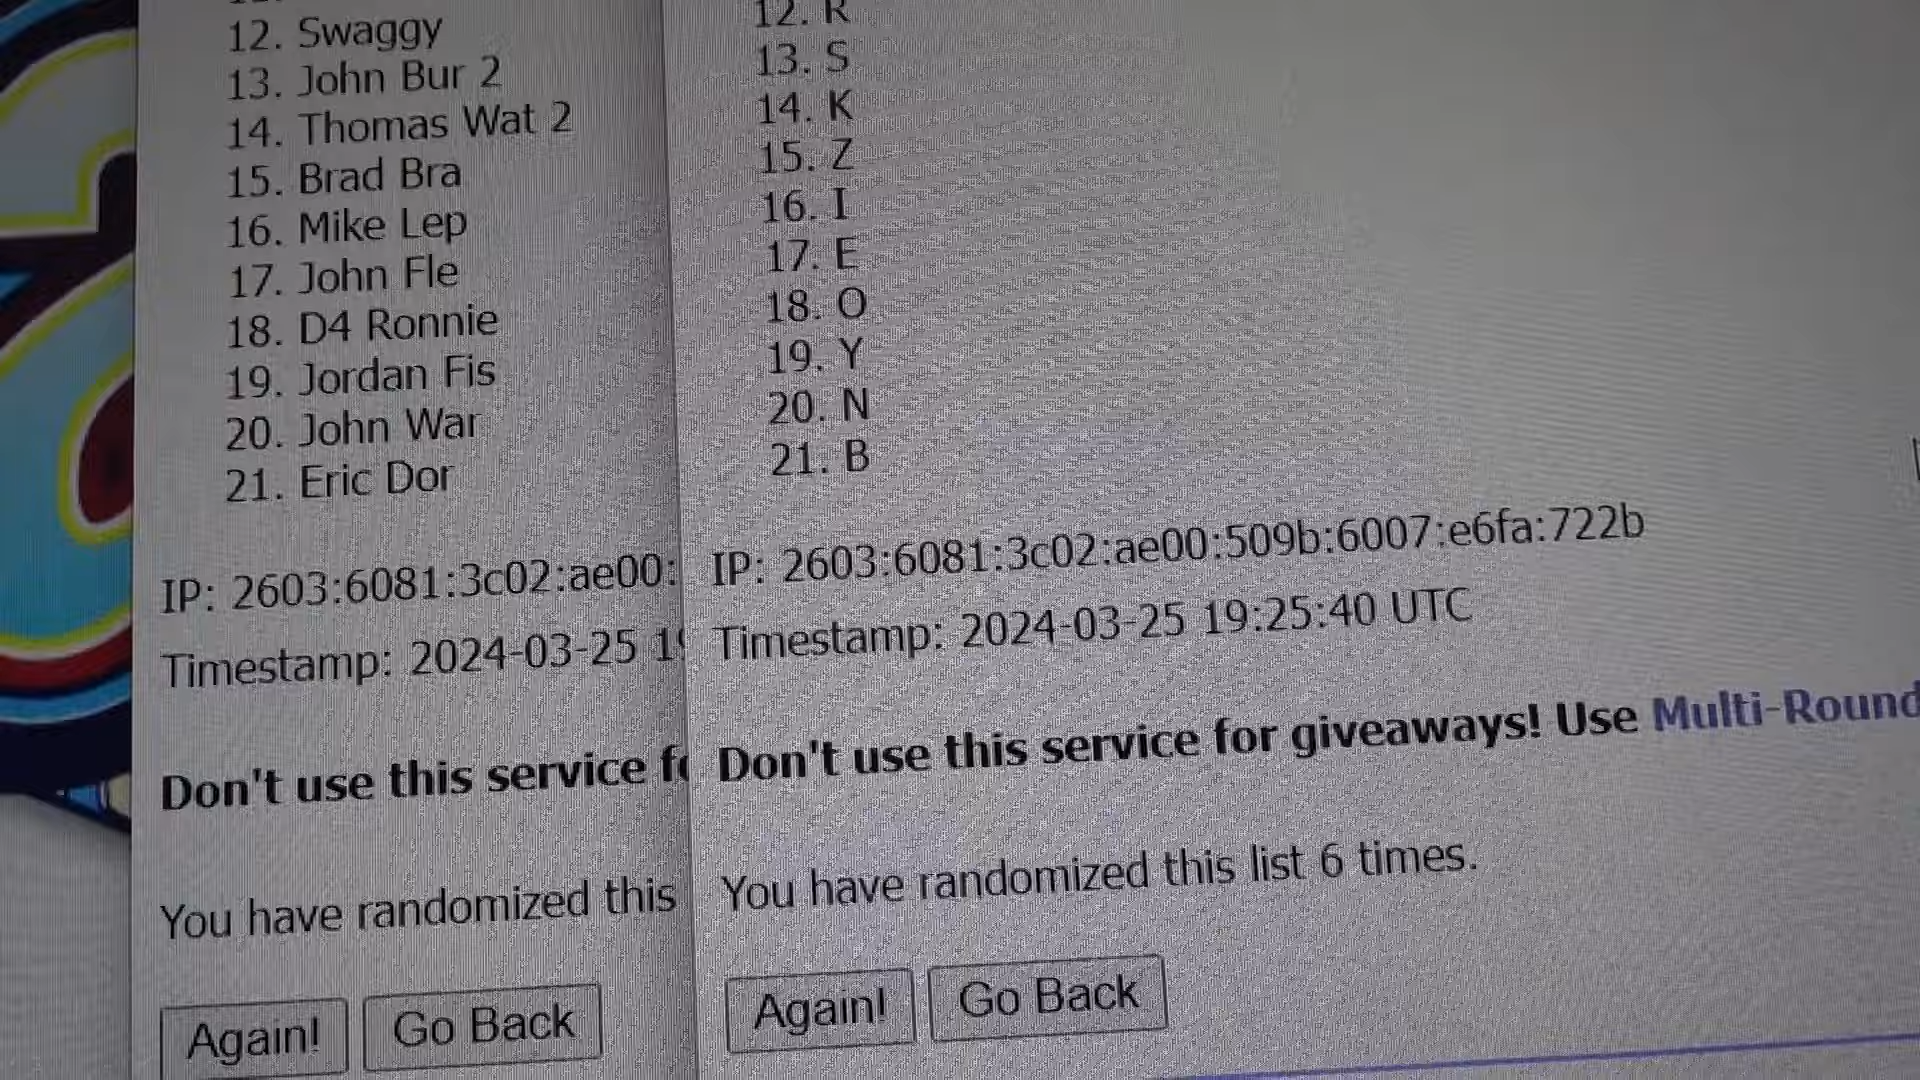 12. Swaggy
13. John Bur 2
14. Thomas Wat 2
15. Brad Bra
16. Mike Lep
17. John Fle
18. D4 Ronnie
19. Jordan Fis
20. John War
21. Eric Dor
IP: 2603:6081:3c02:ae00:
Timestamp: 2024-03-25
Don't use this service
You have randomized this
Again!
Go Back
12. R
13. S
14. K
15. Z
16. I
17. E
18. O
19. Y
20. N
21. B
IP: 2603:6081:3c02:ae00:509b:6007:e6fa:722b
Timestamp: 2024-03-25 19:25:40 UTC
Don't use this service for giveaways! Use Multi-Round
You have randomized this list 6 times.
Again!
Go Back